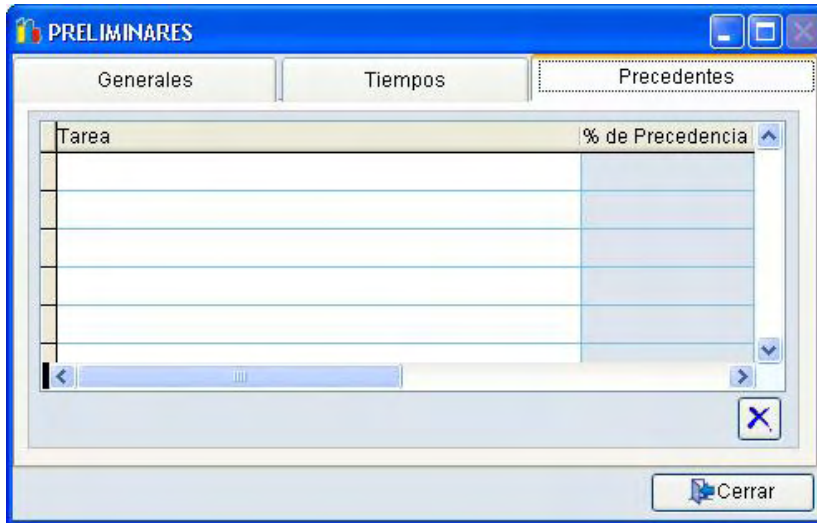 PRELIMINARES
Generales Tiempos Precedentes
Tarea % de Precedencia
Cerrar